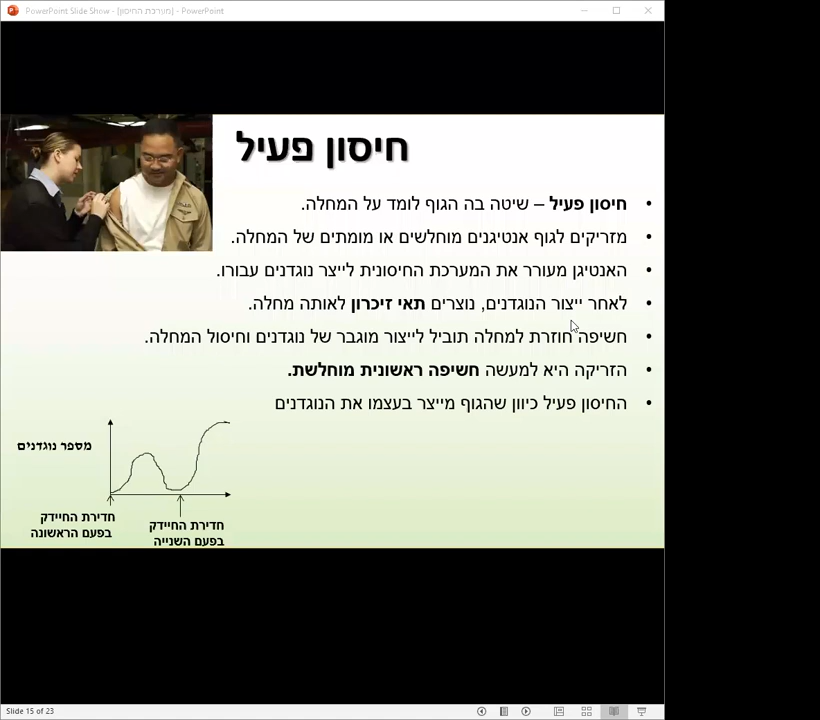 PowerPoint Slide Show - [מערכת החיסון] - PowerPoint
חיסון פעיל
• חיסון פעיל – שיטה בה הגוף לומד על המחלה.
• מזריקים לגוף אנטיגנים מוחלשים או מומתים של המחלה.
• האנטיגן מעורר את המערכת החיסונית לייצר נוגדנים עבורו.
• לאחר ייצור הנוגדנים, נוצרים תאי זיכרון לאותה מחלה.
• חשיפה חוזרת למחלה תוביל לייצור מוגבר של נוגדנים וחיסול המחלה.
• הזריקה היא למעשה חשיפה ראשונית מוחלשת.
• החיסון פעיל כיוון שהגוף מייצר בעצמו את הנוגדנים
מספר נוגדנים
חדירת החיידק
בפעם הראשונה
חדירת החיידק
בפעם השנייה
Slide 15 of 23